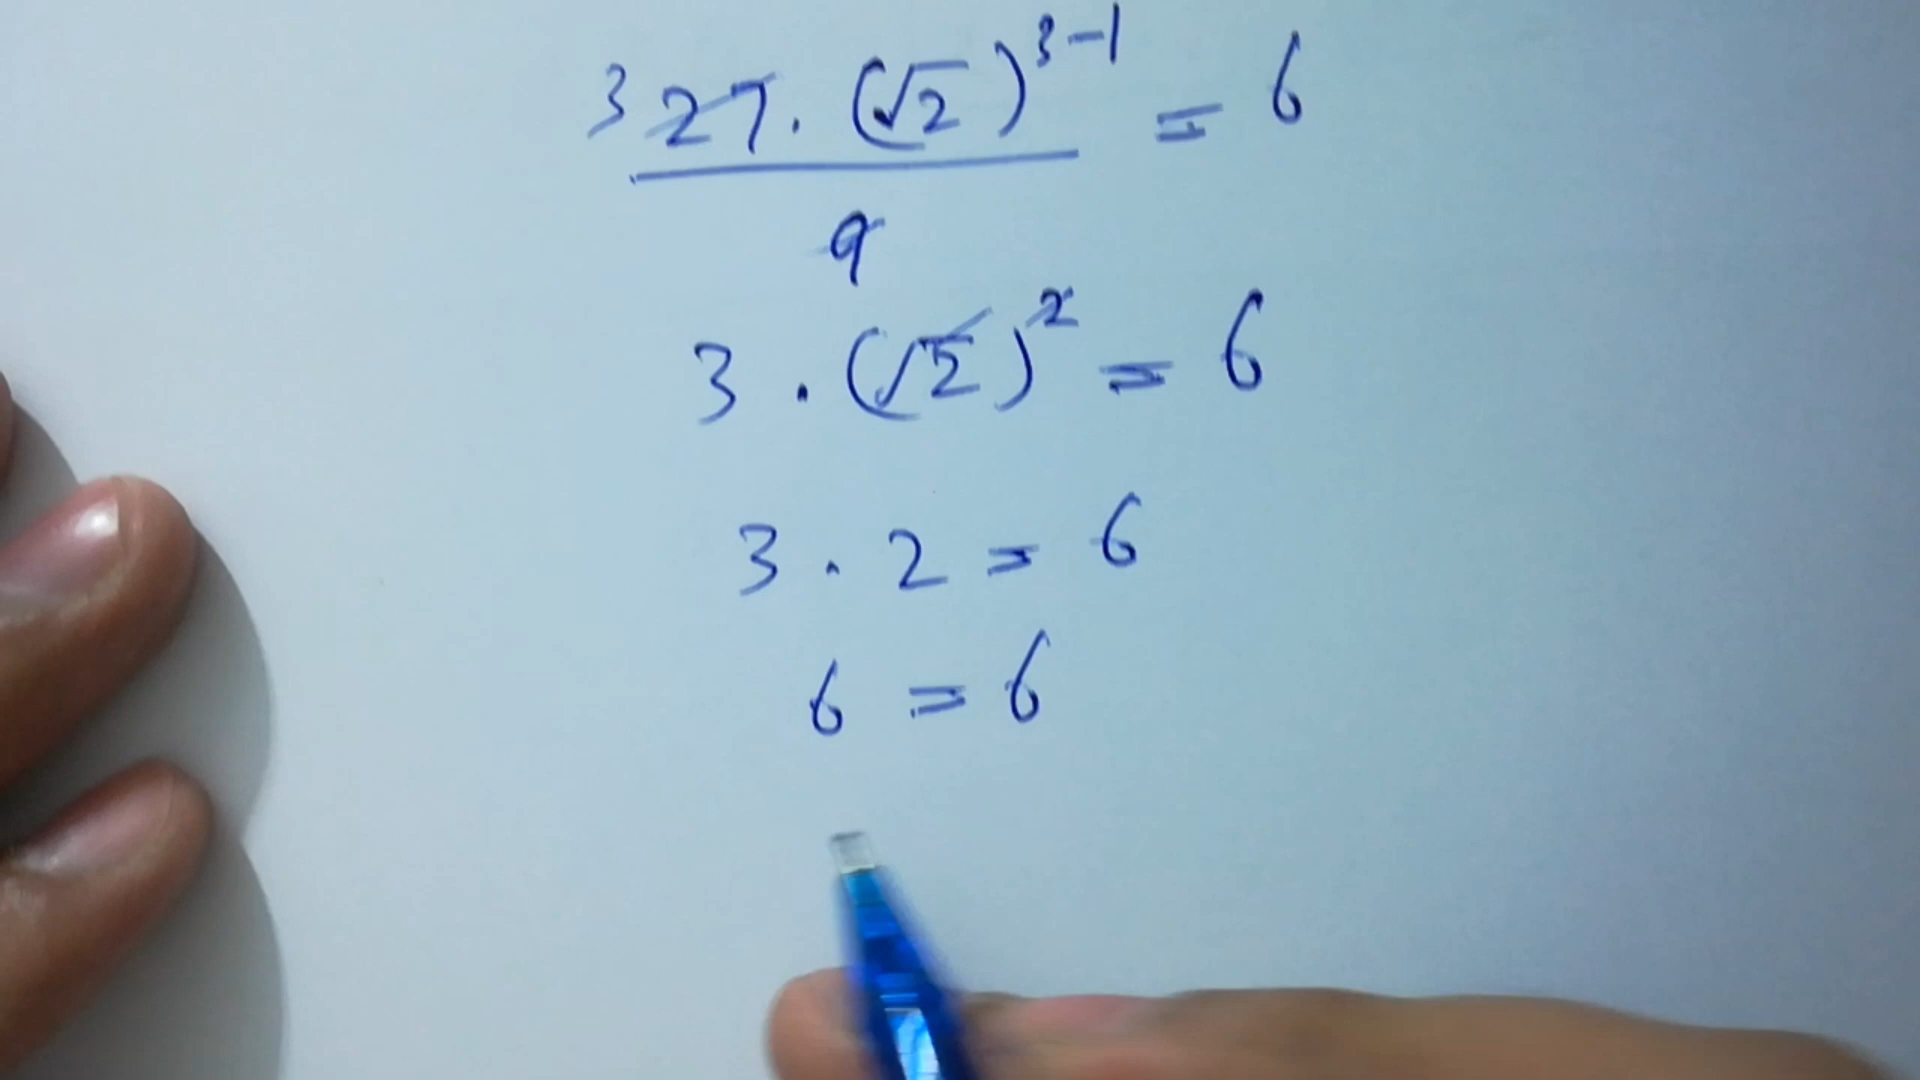 3 27 . (√2)^3-1 = 6
9
3 . (√2)^2 = 6
3 . 2 = 6
6 = 6